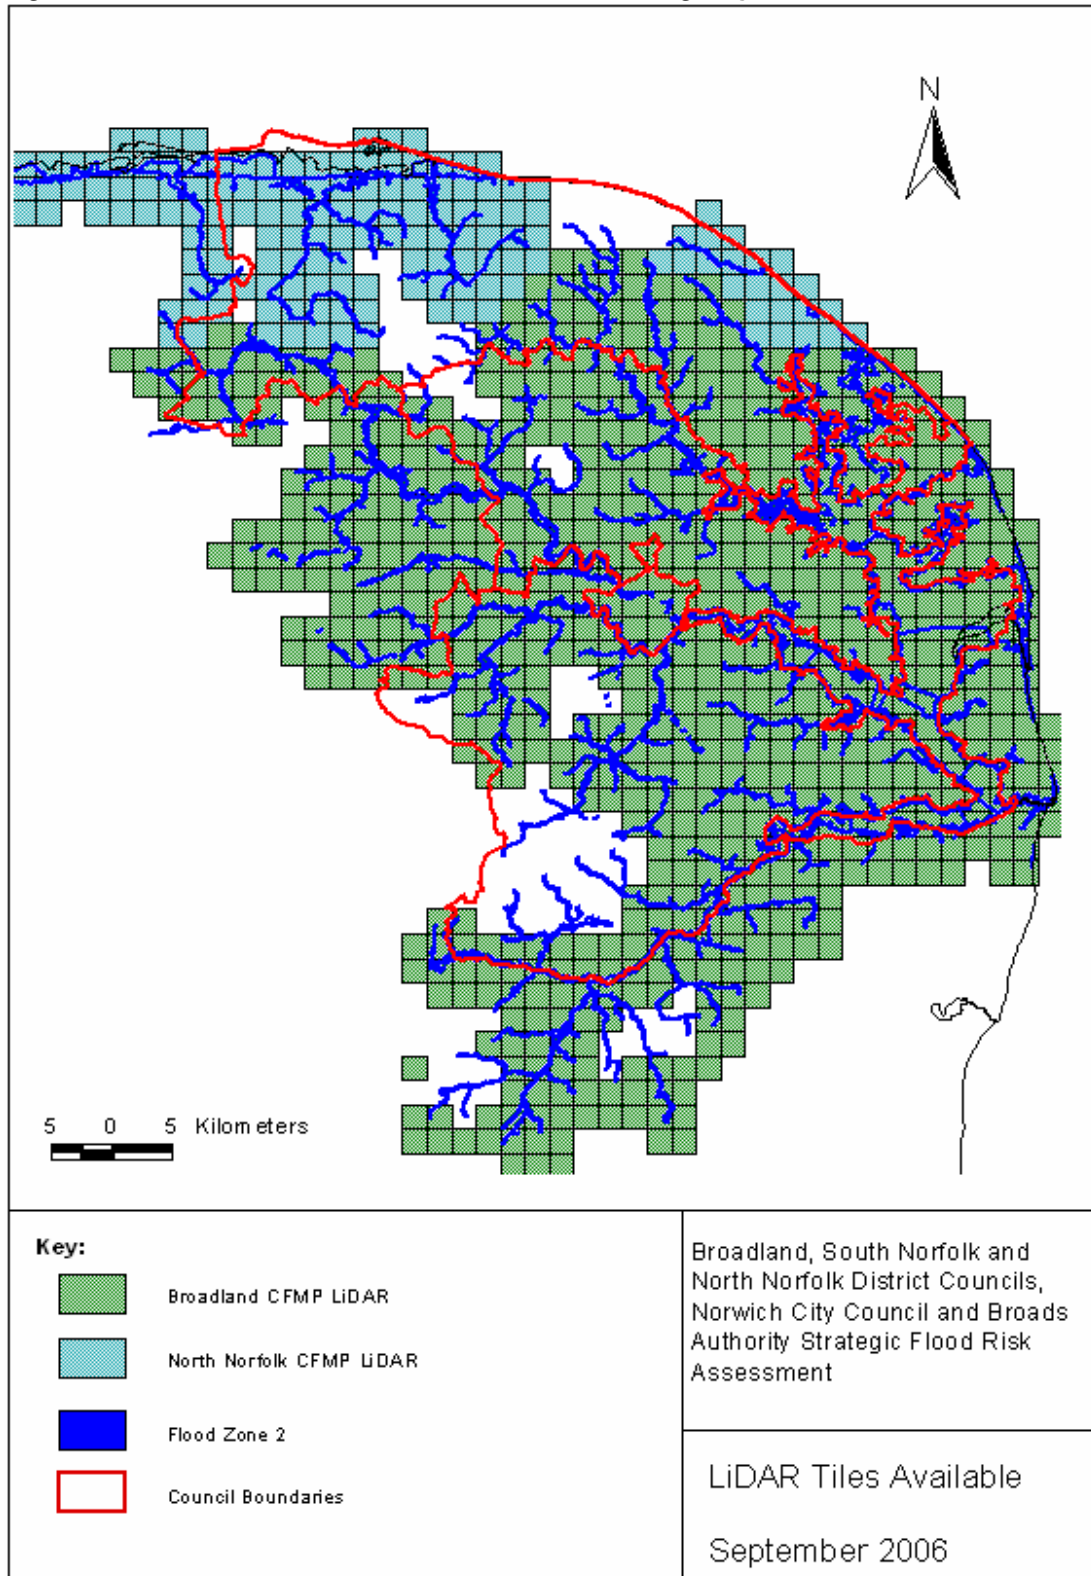 N
5 0 5 Kilometers
Key:
Broadland CFMP LiDAR
North Norfolk CFMP LiDAR
Flood Zone 2
Council Boundaries
Broadland, South Norfolk and
North Norfolk District Councils,
Norwich City Council and Broads
Authority Strategic Flood Risk
Assessment
LiDAR Tiles Available
September 2006